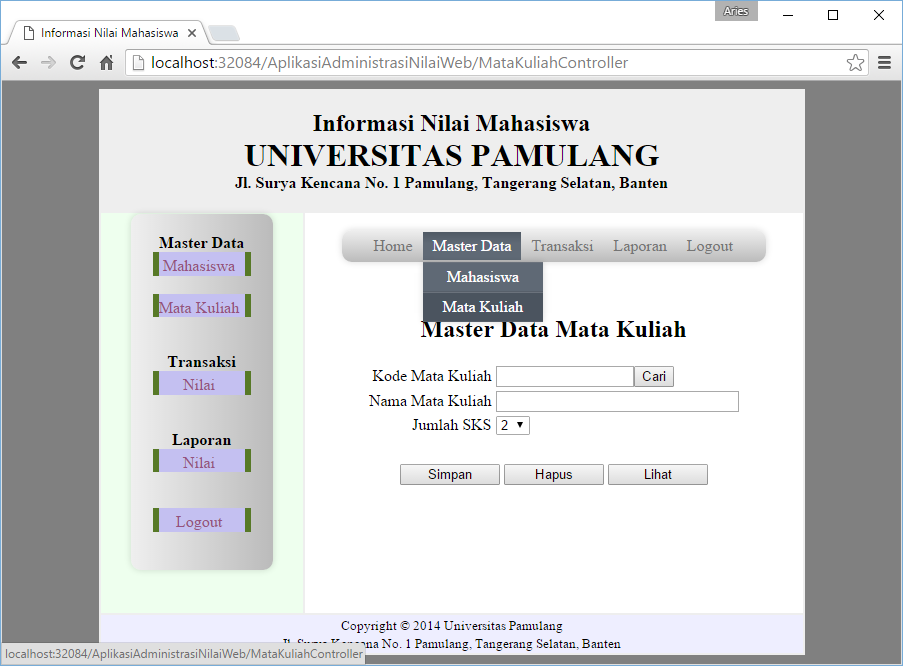 Aries
Informasi Nilai Mahasiswa
localhost:32084/AplikasiAdministrasiNilaiWeb/MataKuliahController
Informasi Nilai Mahasiswa
UNIVERSITAS PAMULANG
Jl. Surya Kencana No. 1 Pamulang, Tangerang Selatan, Banten
Master Data
Mahasiswa
Mata Kuliah
Transaksi
Nilai
Laporan
Nilai
Logout
Home Master Data Transaksi Laporan Logout
Mahasiswa
Mata Kuliah
Master Data Mata Kuliah
Kode Mata Kuliah Cari
Nama Mata Kuliah
Jumlah SKS 2
Simpan Hapus Lihat
Copyright © 2014 Universitas Pamulang
Jl. Surya Kencana No. 1 Pamulang, Tangerang Selatan, Banten
localhost:32084/AplikasiAdministrasiNilaiWeb/MataKuliahController